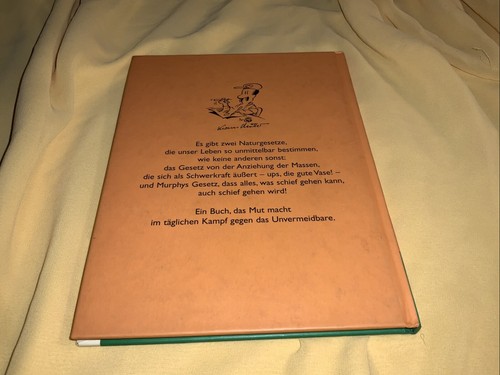 Es gibt zwei Naturgesetze,
die unser Leben so unmittelbar bestimmen,
wie keine anderen sonst:
das Gesetz von der Anziehung der Massen,
die sich als Schwerkraft äußert – ups, die gute Vase! –
und Murphys Gesetz, dass alles, was schief gehen kann,
auch schief gehen wird!
Ein Buch, das Mut macht
im täglichen Kampf gegen das Unvermeidbare.